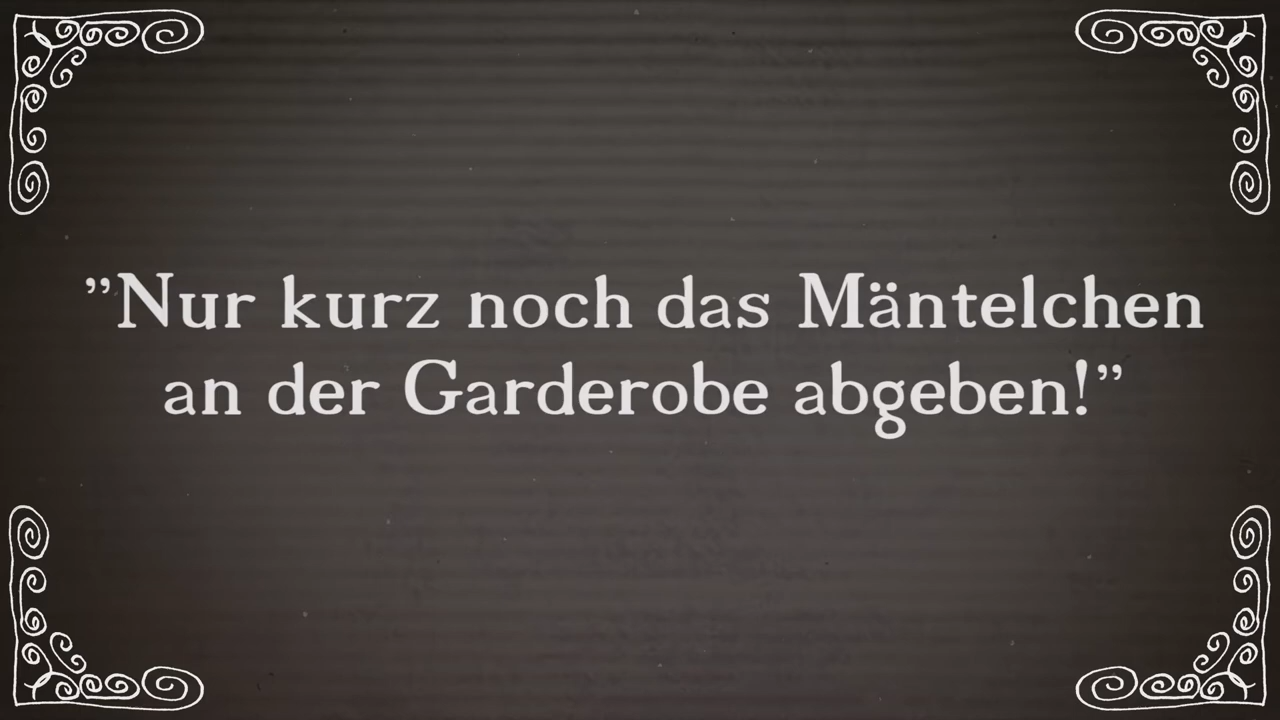 ”Nur kurz noch das Mäntelchen
an der Garderobe abgeben!”